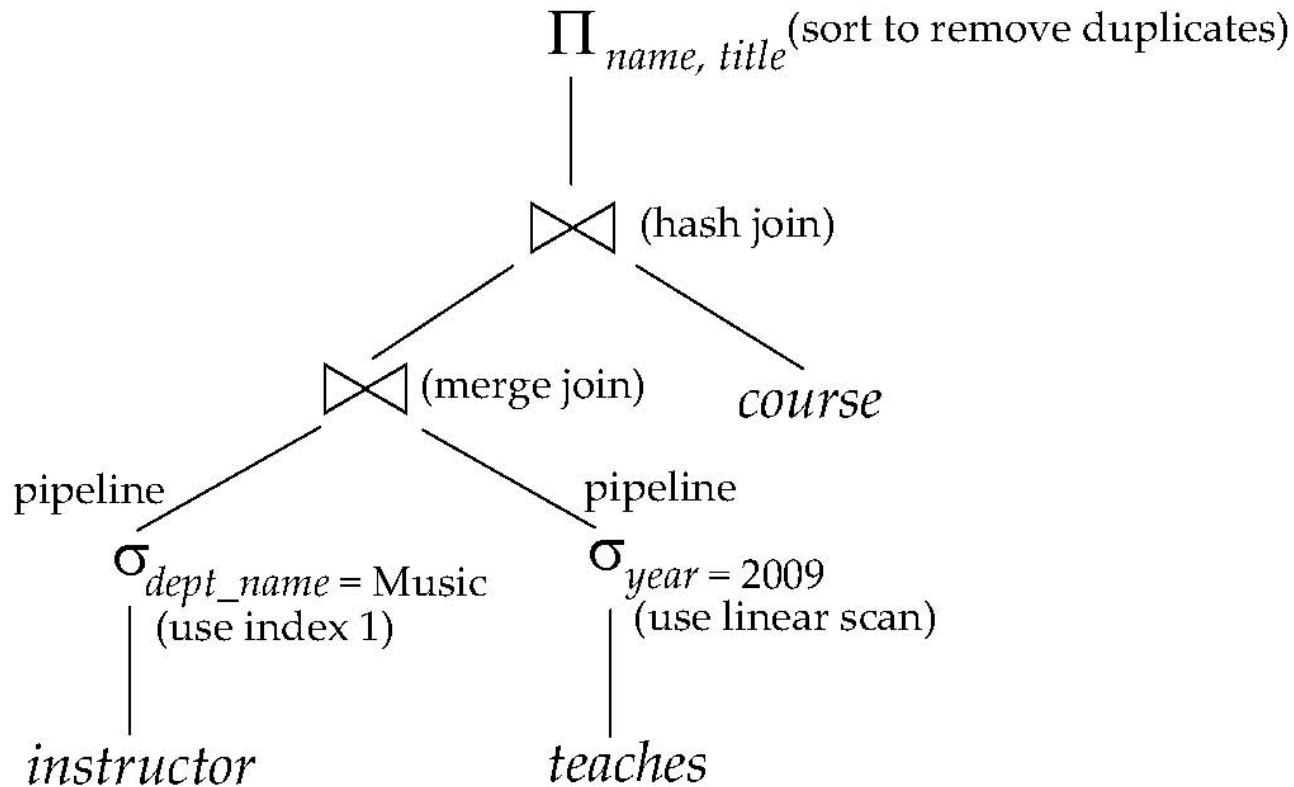 Π name, title (sort to remove duplicates)
(hash join)
(merge join)
course
pipeline
pipeline
σ dept_name = Music
(use index 1)
σ year = 2009
(use linear scan)
instructor
teaches